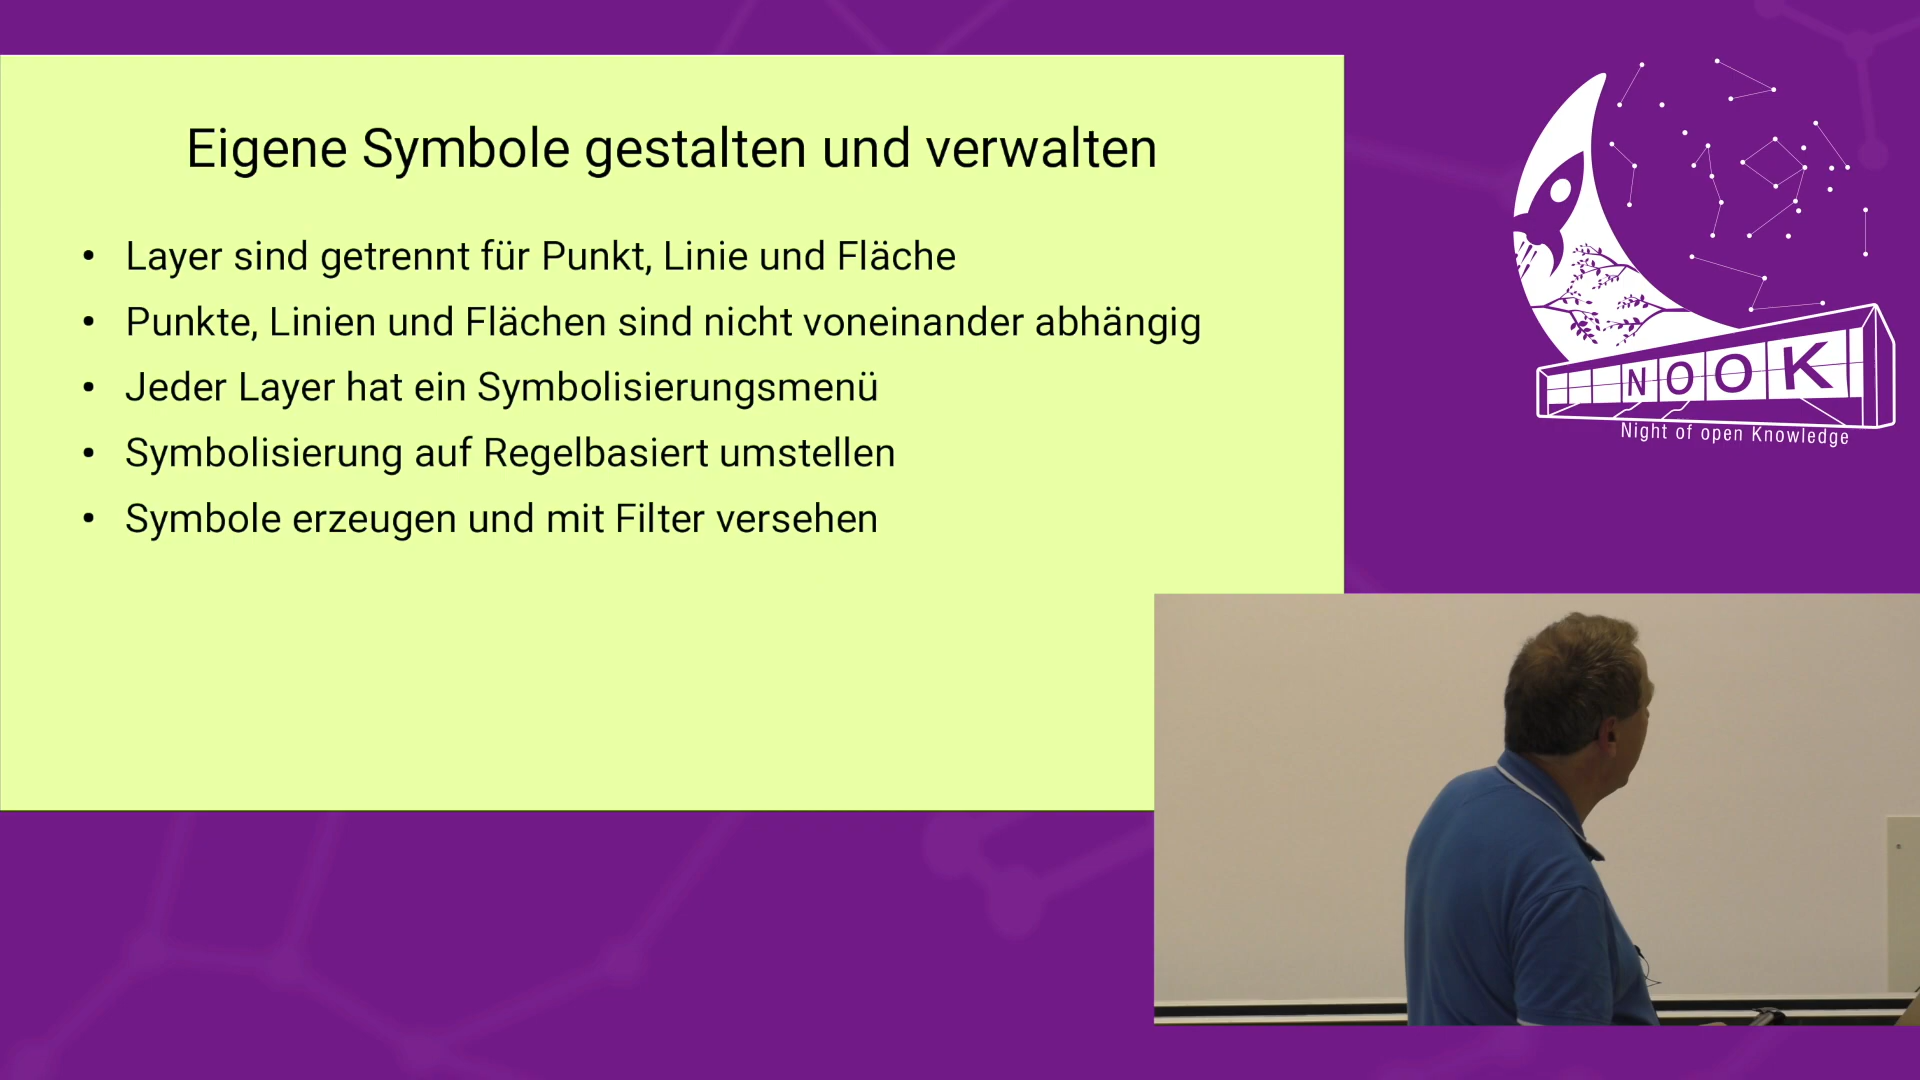 Eigene Symbole gestalten und verwalten
• Layer sind getrennt für Punkt, Linie und Fläche
• Punkte, Linien und Flächen sind nicht voneinander abhängig
• Jeder Layer hat ein Symbolisierungsmenü
• Symbolisierung auf Regelbasiert umstellen
• Symbole erzeugen und mit Filter versehen
NOOK
Night of open Knowledge